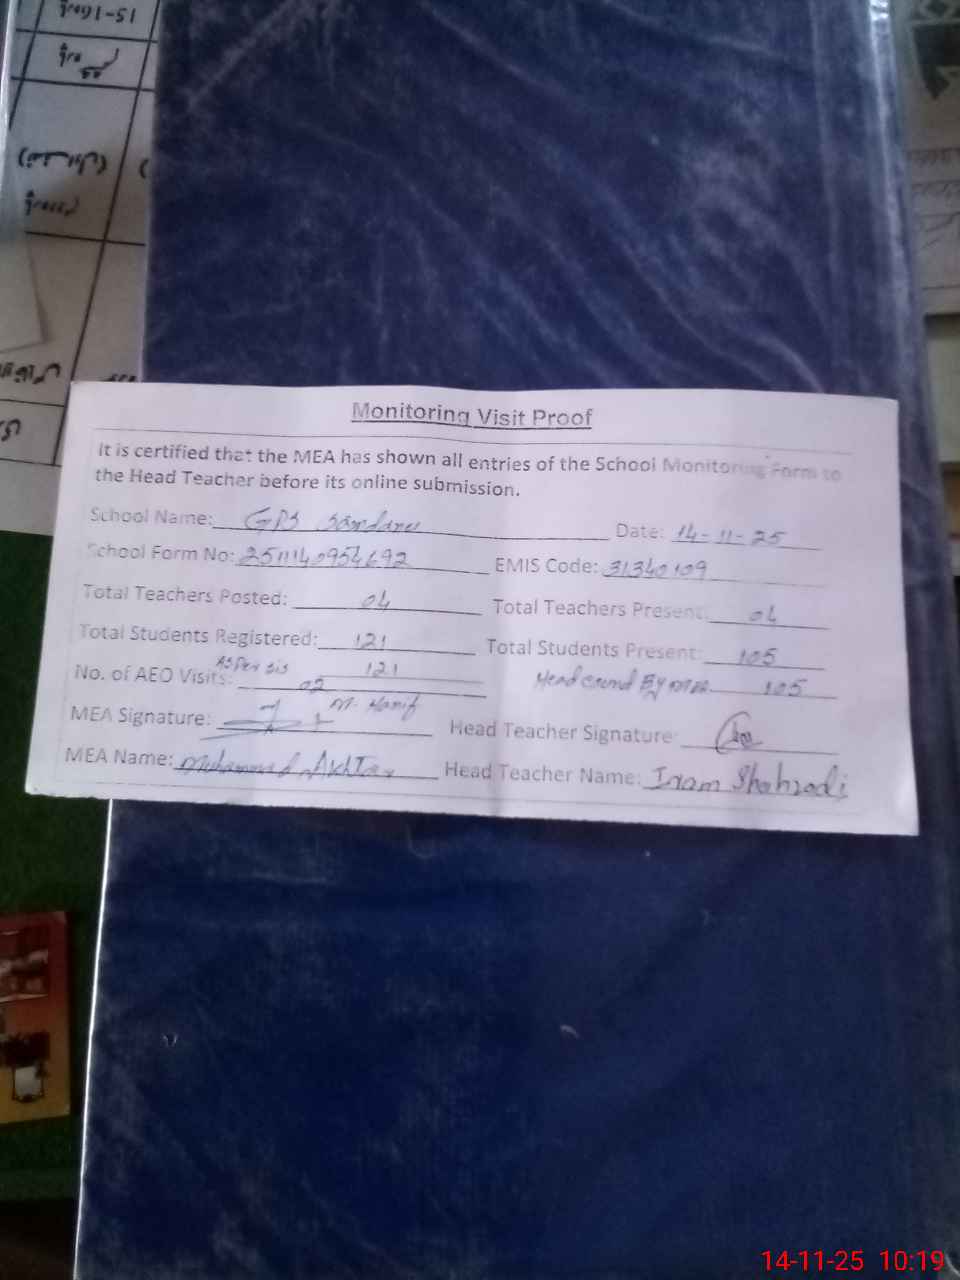 Monitoring Visit Proof
It is certified that the MEA has shown all entries of the School Monitoring Form to
the Head Teacher before its online submission.
School Name: GPS Date: 14-11-25
School Form No: 2511140954692 EMIS Code: 31340109
Total Teachers Posted: 04 Total Teachers Present: 04
Total Students Registered: 121 Total Students Present: 105
As Per sis 121
No. of AEO Visits: 02 Head By MEA 105
M. Hanif
MEA Signature: Head Teacher Signature:
MEA Name: Muhammad Akhtar Head Teacher Name: Iram Shahzadi
14-11-25 10:19